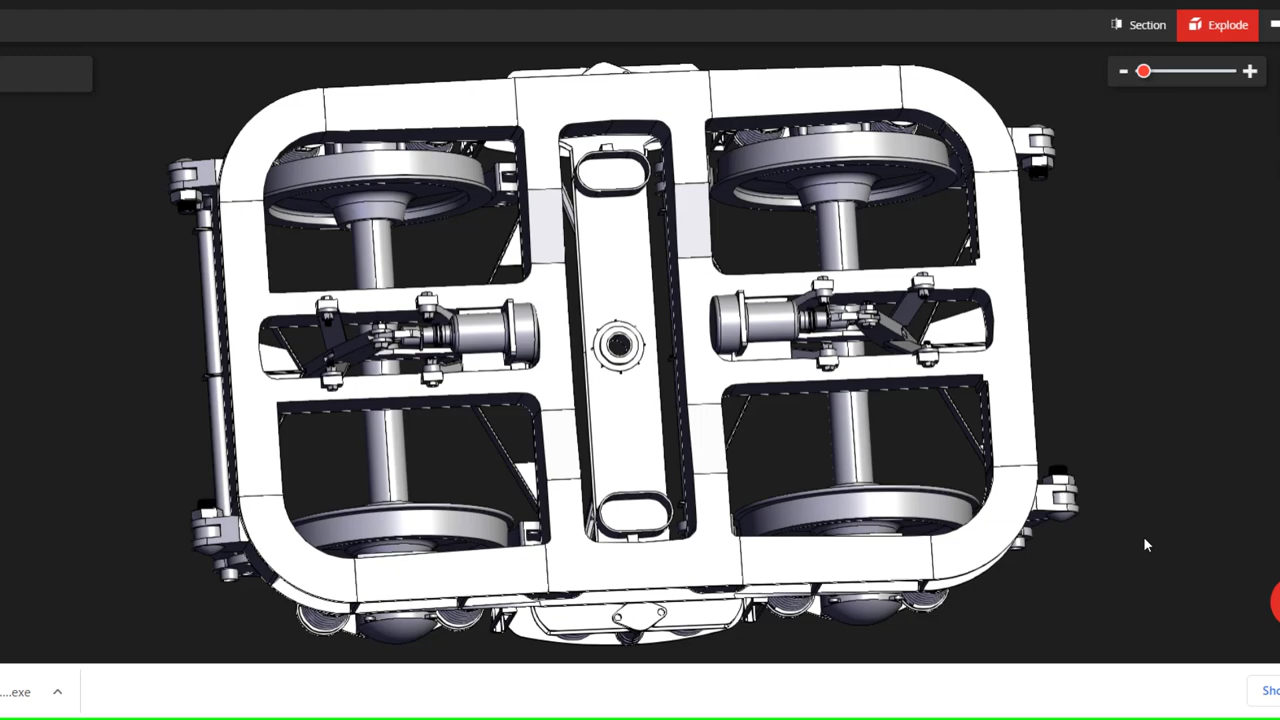 Section
Explode
- +
....exe
Sho